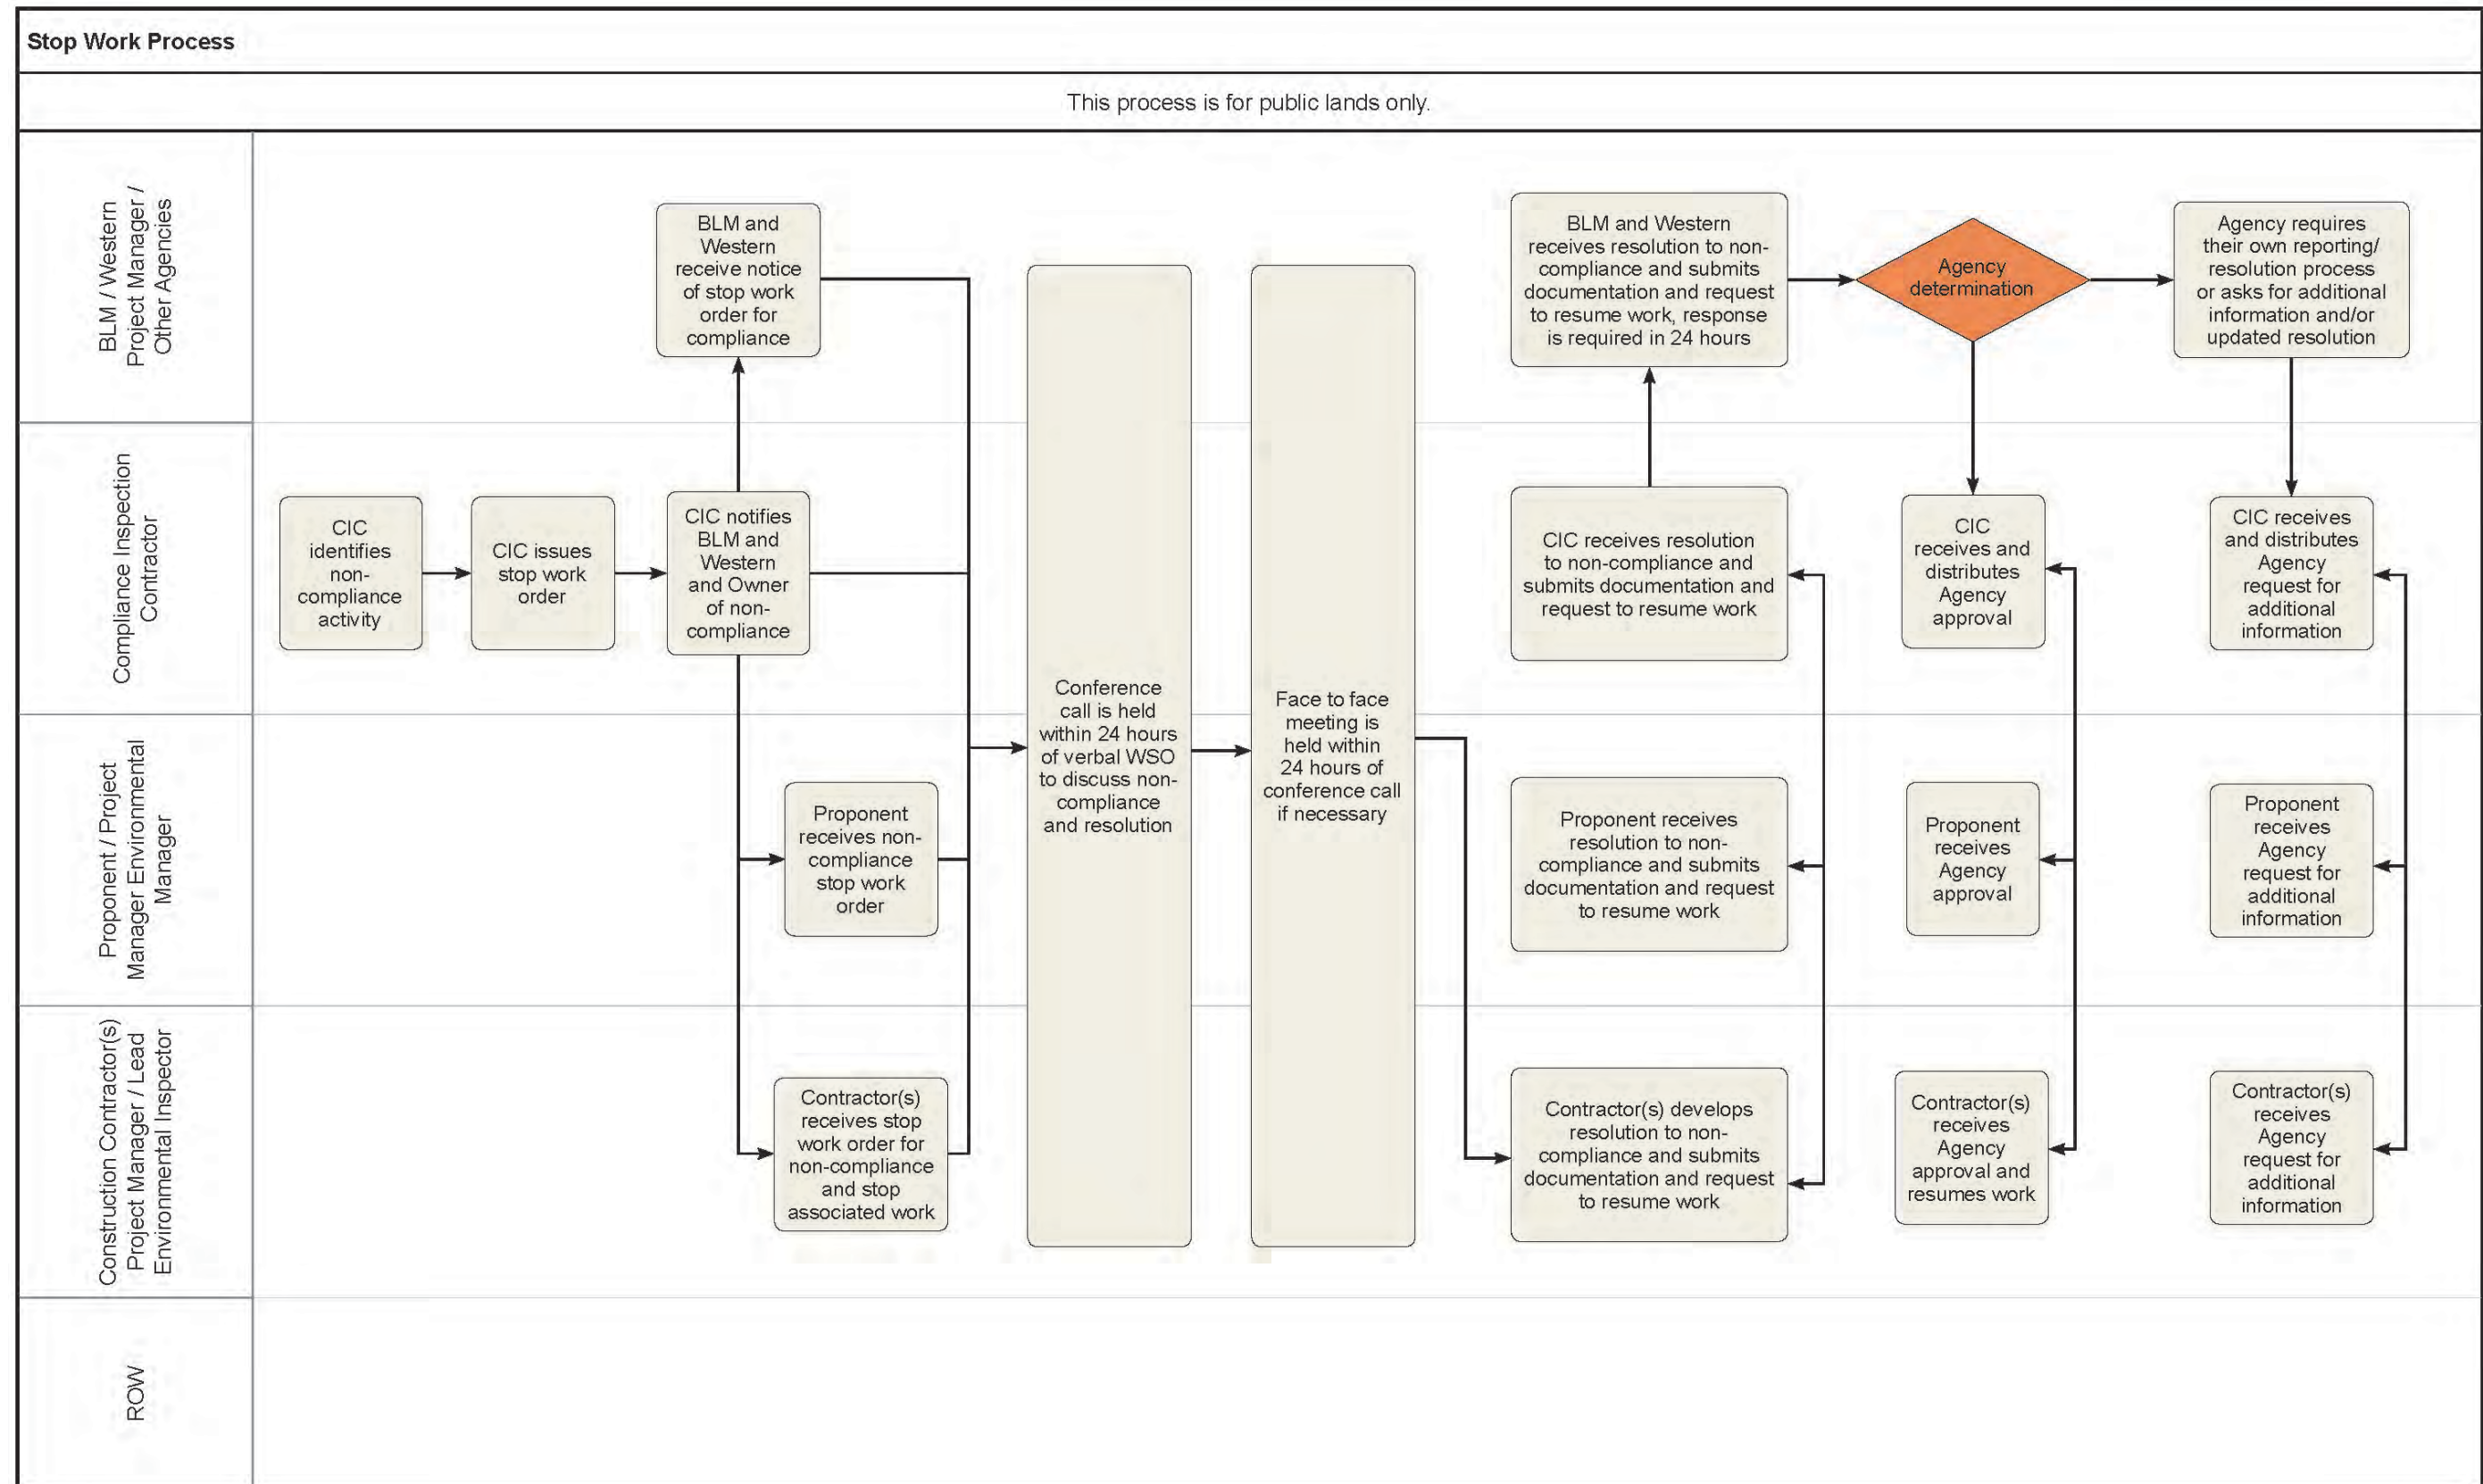 Stop Work Process
This process is for public lands only.
BLM / Western
Project Manager /
Other Agencies
BLM and
Western
receive notice
of stop work
order for
compliance
BLM and Western
receives resolution to non-
compliance and submits
documentation and request
to resume work, response
is required in 24 hours
Agency
determination
Agency requires
their own reporting/
resolution process
or asks for additional
information and/or
updated resolution
Compliance Inspection
Contractor
CIC
identifies
non-
compliance
activity
CIC issues
stop work
order
CIC notifies
BLM and
Western
and Owner
of non-
compliance
Conference
call is held
within 24 hours
of verbal WSO
to discuss non-
compliance
and resolution
Face to face
meeting is
held within
24 hours of
conference call
if necessary
CIC receives resolution
to non-compliance and
submits documentation and
request to resume work
CIC
receives and
distributes
Agency
approval
CIC receives
and distributes
Agency
request for
additional
information
Proponent / Project
Manager Environmental
Manager
Proponent
receives non-
compliance
stop work
order
Proponent receives
resolution to non-
compliance and submits
documentation and request
to resume work
Proponent
receives
Agency
approval
Proponent
receives
Agency
request for
additional
information
Construction Contractor(s)
Project Manager / Lead
Environmental Inspector
Contractor(s)
receives stop
work order for
non-compliance
and stop
associated work
Contractor(s) develops
resolution to non-
compliance and submits
documentation and request
to resume work
Contractor(s)
receives
Agency
approval and
resumes work
Contractor(s)
receives
Agency
request for
additional
information
ROW